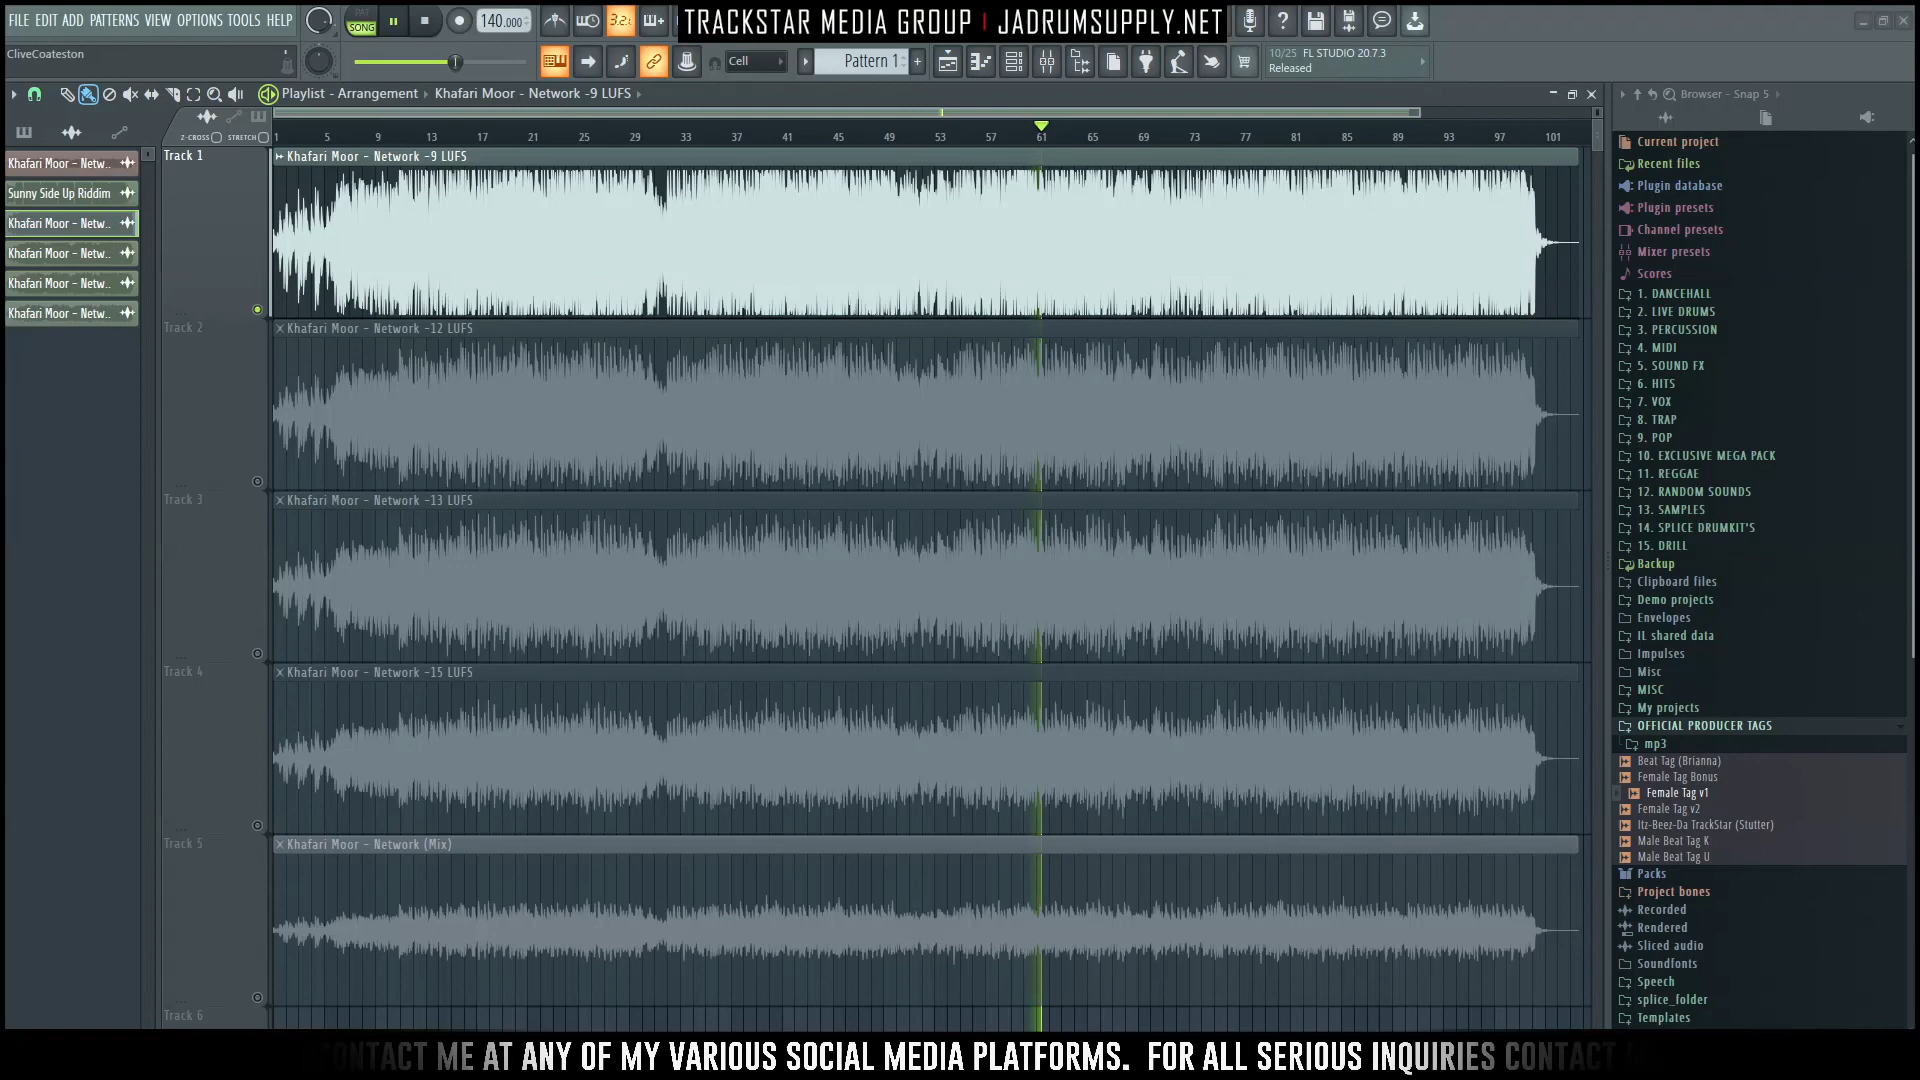 FILE EDIT ADD PATTERNS VIEW OPTIONS TOOLS HELP
PAT
SONG
140.000
3.2.
TRACKSTAR MEDIA GROUP | JADRUMSUPPLY.NET
CliveCoateston
Cell
Pattern 1
10/25 FL STUDIO 20.7.3
Released
Playlist - Arrangement › Khafari Moor - Network -9 LUFS ›
Browser - Snap 5
Z-CROSS STRETCH
1 5 9 13 17 21 25 29 33 37 41 45 49 53 57 61 65 69 73 77 81 85 89 93 97 101
Khafari Moor - Netw..
Sunny Side Up Riddim
Khafari Moor - Netw..
Khafari Moor - Netw..
Khafari Moor - Netw..
Khafari Moor - Netw..
Track 1
Khafari Moor - Network -9 LUFS
Track 2
Khafari Moor - Network -12 LUFS
Track 3
Khafari Moor - Network -13 LUFS
Track 4
Khafari Moor - Network -15 LUFS
Track 5
Khafari Moor - Network (Mix)
Track 6
Current project
Recent files
Plugin database
Plugin presets
Channel presets
Mixer presets
Scores
1. DANCEHALL
2. LIVE DRUMS
3. PERCUSSION
4. MIDI
5. SOUND FX
6. HITS
7. VOX
8. TRAP
9. POP
10. EXCLUSIVE MEGA PACK
11. REGGAE
12. RANDOM SOUNDS
13. SAMPLES
14. SPLICE DRUMKIT'S
15. DRILL
Backup
Clipboard files
Demo projects
Envelopes
IL shared data
Impulses
Misc
MISC
My projects
OFFICIAL PRODUCER TAGS
mp3
Beat Tag (Brianna)
Female Tag Bonus
Female Tag v1
Female Tag v2
Itz-Beez-Da TrackStar (Stutter)
Male Beat Tag K
Male Beat Tag U
Packs
Project bones
Recorded
Rendered
Sliced audio
Soundfonts
Speech
splice_folder
Templates
CONTACT ME AT ANY OF MY VARIOUS SOCIAL MEDIA PLATFORMS. FOR ALL SERIOUS INQUIRIES CONTACT